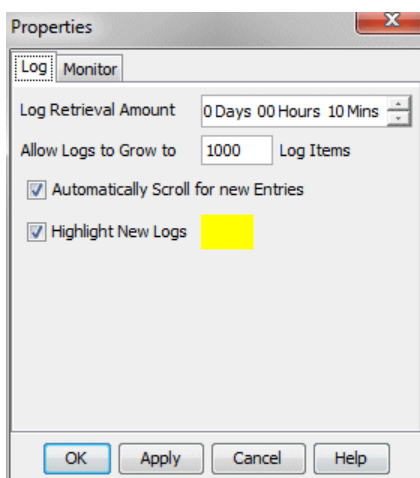 Properties
Log Monitor
Log Retrieval Amount 0 Days 00 Hours 10 Mins
Allow Logs to Grow to 1000 Log Items
Automatically Scroll for new Entries
Highlight New Logs
OK Apply Cancel Help